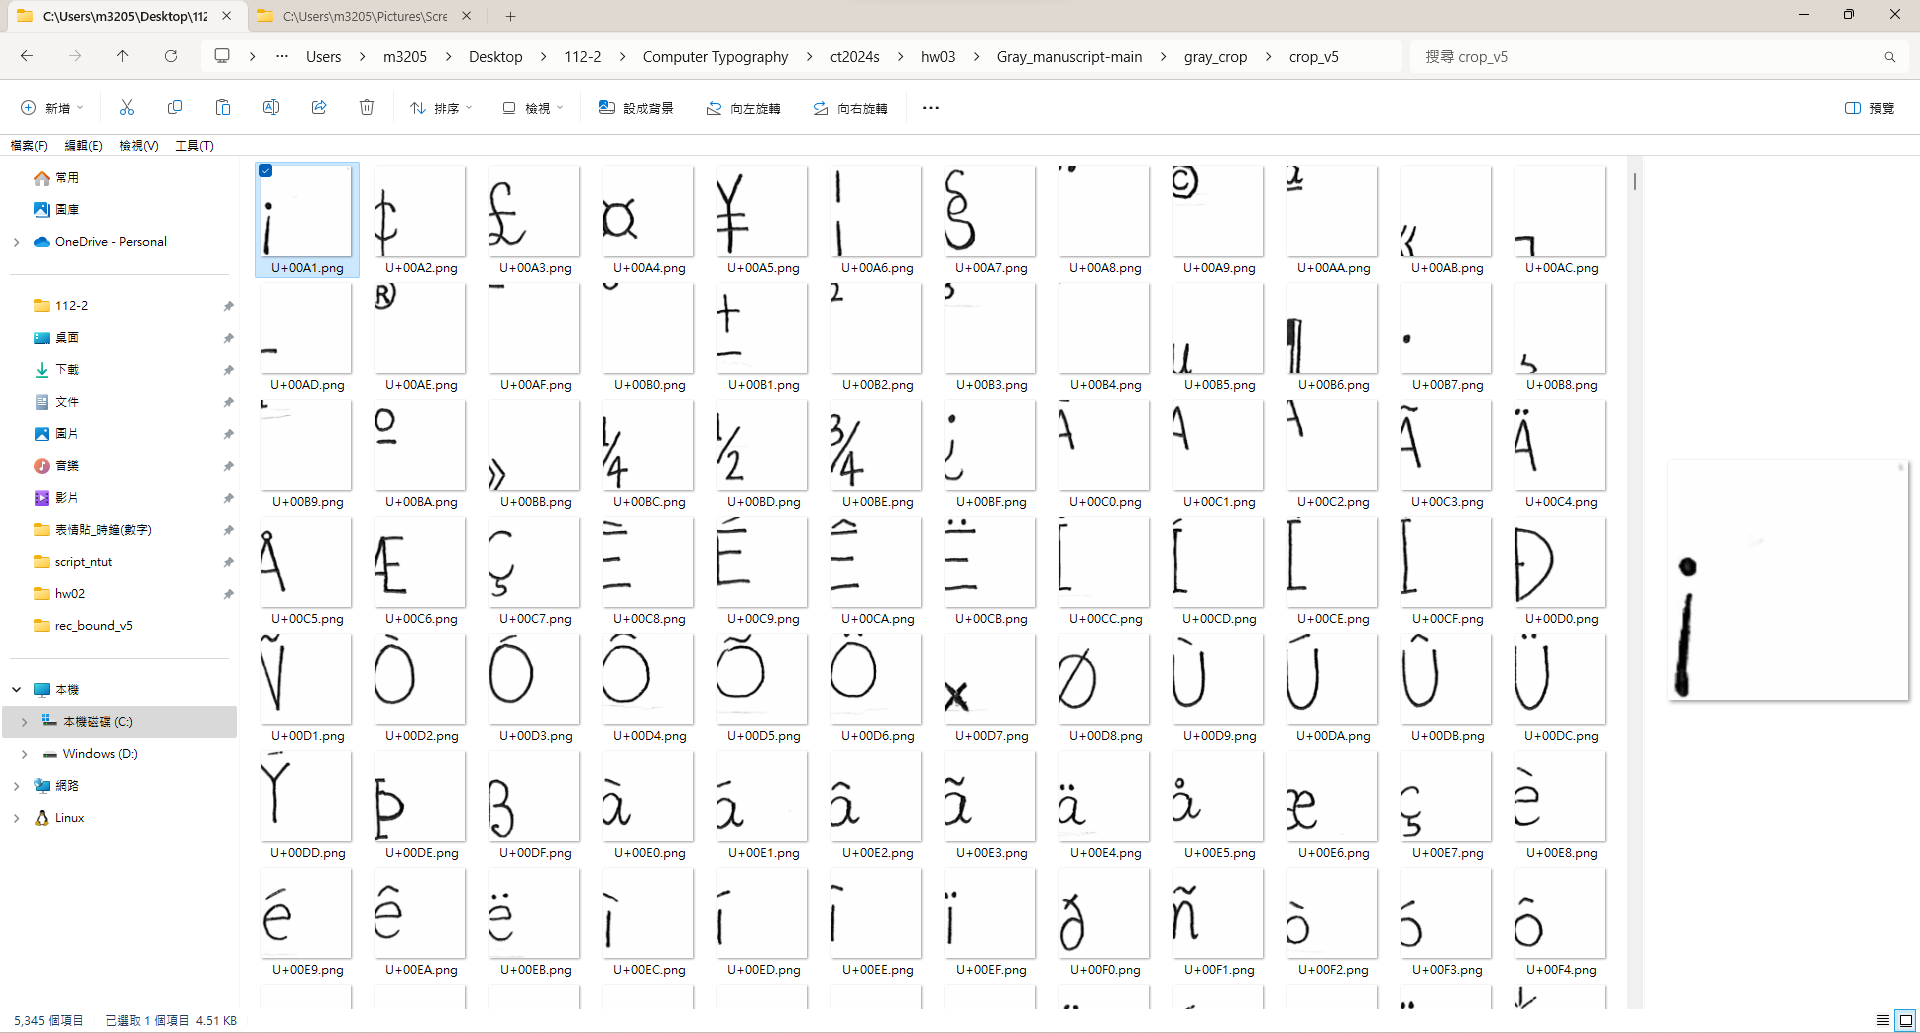 C:\Users\m3205\Desktop\112
C:\Users\m3205\Pictures\Scre
Users > m3205 > Desktop > 112-2 > Computer Typography > ct2024s > hw03 > Gray_manuscript-main > gray_crop > crop_v5
搜尋 crop_v5
新增 排序 檢視 設成背景 向左旋轉 向右旋轉 預覽
檔案(F) 編輯(E) 檢視(V) 工具(T)
常用
圖庫
OneDrive - Personal
112-2
桌面
下載
文件
圖片
音樂
影片
表情貼_時鐘(數字)
script_ntut
hw02
rec_bound_v5
本機
本機磁碟 (C:)
Windows (D:)
網路
Linux
¡ ¢ £ ¤ ¥ ¦ § ¨ © ª « ¬
U+00A1.png U+00A2.png U+00A3.png U+00A4.png U+00A5.png U+00A6.png U+00A7.png U+00A8.png U+00A9.png U+00AA.png U+00AB.png U+00AC.png
- ® ¯ ± ² µ ¶ · ¸
U+00AD.png U+00AE.png U+00AF.png U+00B0.png U+00B1.png U+00B2.png U+00B3.png U+00B4.png U+00B5.png U+00B6.png U+00B7.png U+00B8.png
º » ¼ ½ ¾ ¿ À Á Â Ã Ä
U+00B9.png U+00BA.png U+00BB.png U+00BC.png U+00BD.png U+00BE.png U+00BF.png U+00C0.png U+00C1.png U+00C2.png U+00C3.png U+00C4.png
Å Æ Ç È É Ê Ë Ì Í Î Ï Ð
U+00C5.png U+00C6.png U+00C7.png U+00C8.png U+00C9.png U+00CA.png U+00CB.png U+00CC.png U+00CD.png U+00CE.png U+00CF.png U+00D0.png
Ñ Ò Ó Ô Õ Ö × Ø Ù Ú Û Ü
U+00D1.png U+00D2.png U+00D3.png U+00D4.png U+00D5.png U+00D6.png U+00D7.png U+00D8.png U+00D9.png U+00DA.png U+00DB.png U+00DC.png
Ý Þ ß à á â ã ä å æ ç è
U+00DD.png U+00DE.png U+00DF.png U+00E0.png U+00E1.png U+00E2.png U+00E3.png U+00E4.png U+00E5.png U+00E6.png U+00E7.png U+00E8.png
é ê ë ì í î ï ð ñ ò ó ô
U+00E9.png U+00EA.png U+00EB.png U+00EC.png U+00ED.png U+00EE.png U+00EF.png U+00F0.png U+00F1.png U+00F2.png U+00F3.png U+00F4.png
¡
5,345 個項目 已選取 1 個項目 4.51 KB